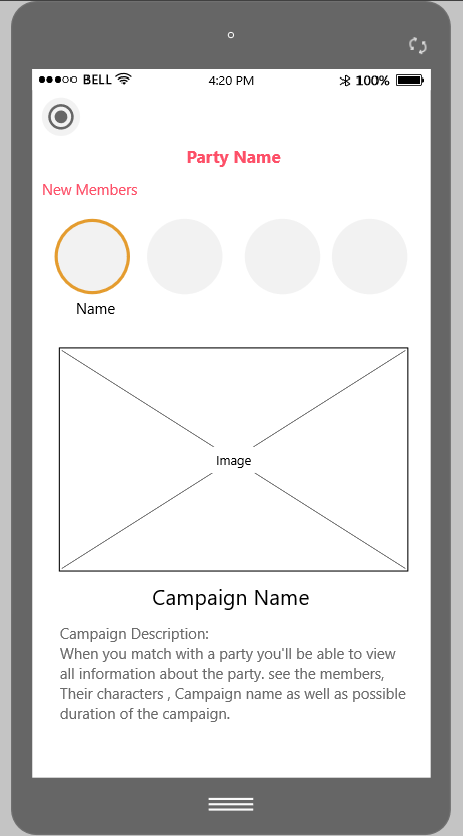 BELL 4:20 PM 100%
Party Name
New Members
Name
Image
Campaign Name
Campaign Description:
When you match with a party you'll be able to view
all information about the party. see the members,
Their characters , Campaign name as well as possible
duration of the campaign.